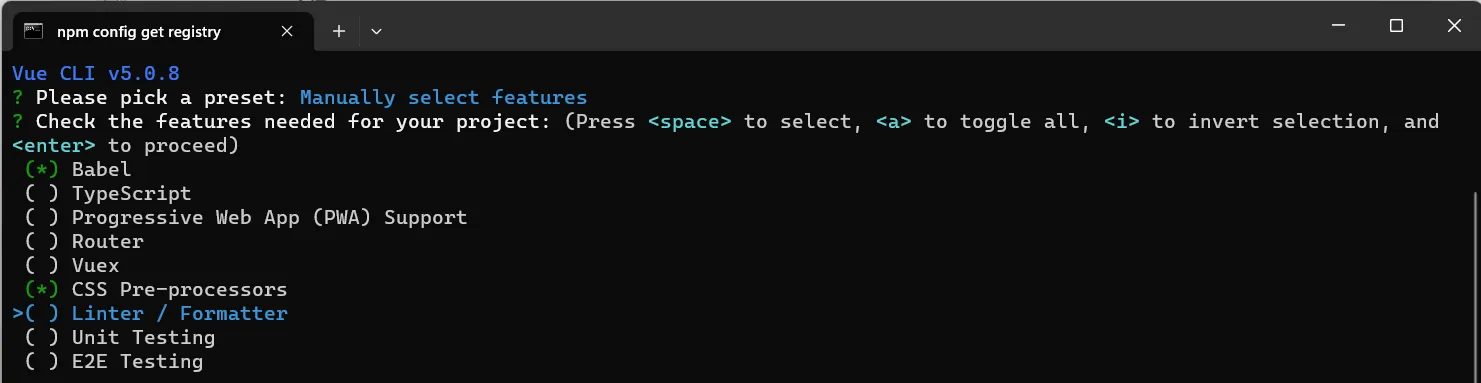 npm config get registry
Vue CLI v5.0.8
? Please pick a preset: Manually select features
? Check the features needed for your project: (Press <space> to select, <a> to toggle all, <i> to invert selection, and
<enter> to proceed)
(*) Babel
( ) TypeScript
( ) Progressive Web App (PWA) Support
( ) Router
( ) Vuex
(*) CSS Pre-processors
>( ) Linter / Formatter
( ) Unit Testing
( ) E2E Testing